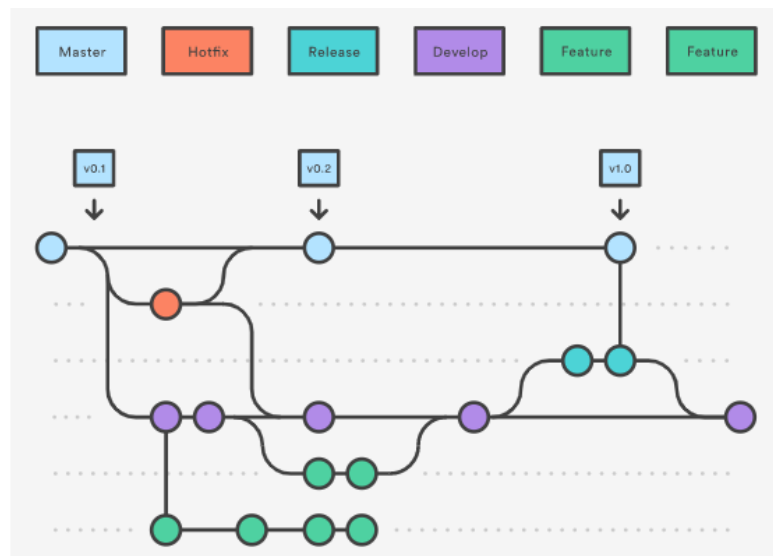 Master
Hotfix
Release
Develop
Feature
Feature
v0.1
v0.2
v1.0